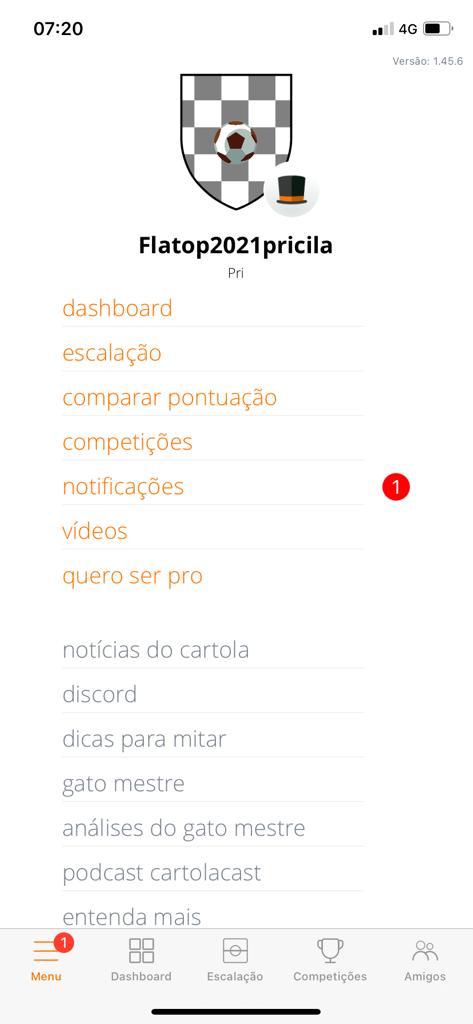 07:20
4G
Versão: 1.45.6
Flatop2021pricila
Pri
dashboard
escalação
comparar pontuação
competições
notificações
1
vídeos
quero ser pro
notícias do cartola
discord
dicas para mitar
gato mestre
análises do gato mestre
podcast cartolacast
entenda mais
1
Menu
Dashboard
Escalação
Competições
Amigos